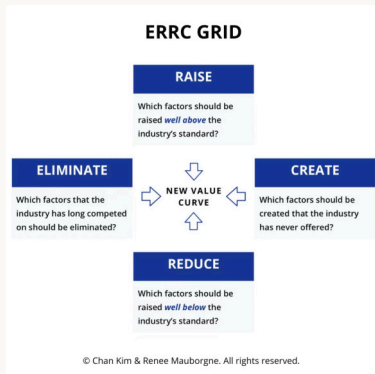 ERRC GRID
RAISE
Which factors should be
raised well above the
industry's standard?
ELIMINATE
Which factors that the
industry has long competed
on should be eliminated?
NEW VALUE
CURVE
CREATE
Which factors should be
created that the industry
has never offered?
REDUCE
Which factors should be
raised well below the
industry's standard?
© Chan Kim & Renee Mauborgne. All rights reserved.